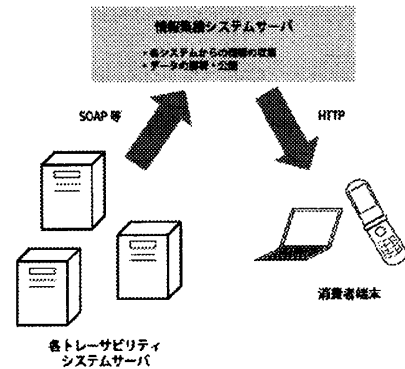 情報集約システムサーバ
・各システムからの情報の収集
・データの蓄積・公開
SOAP 等
HTTP
消費者端末
各トレーサビリティ
システムサーバ